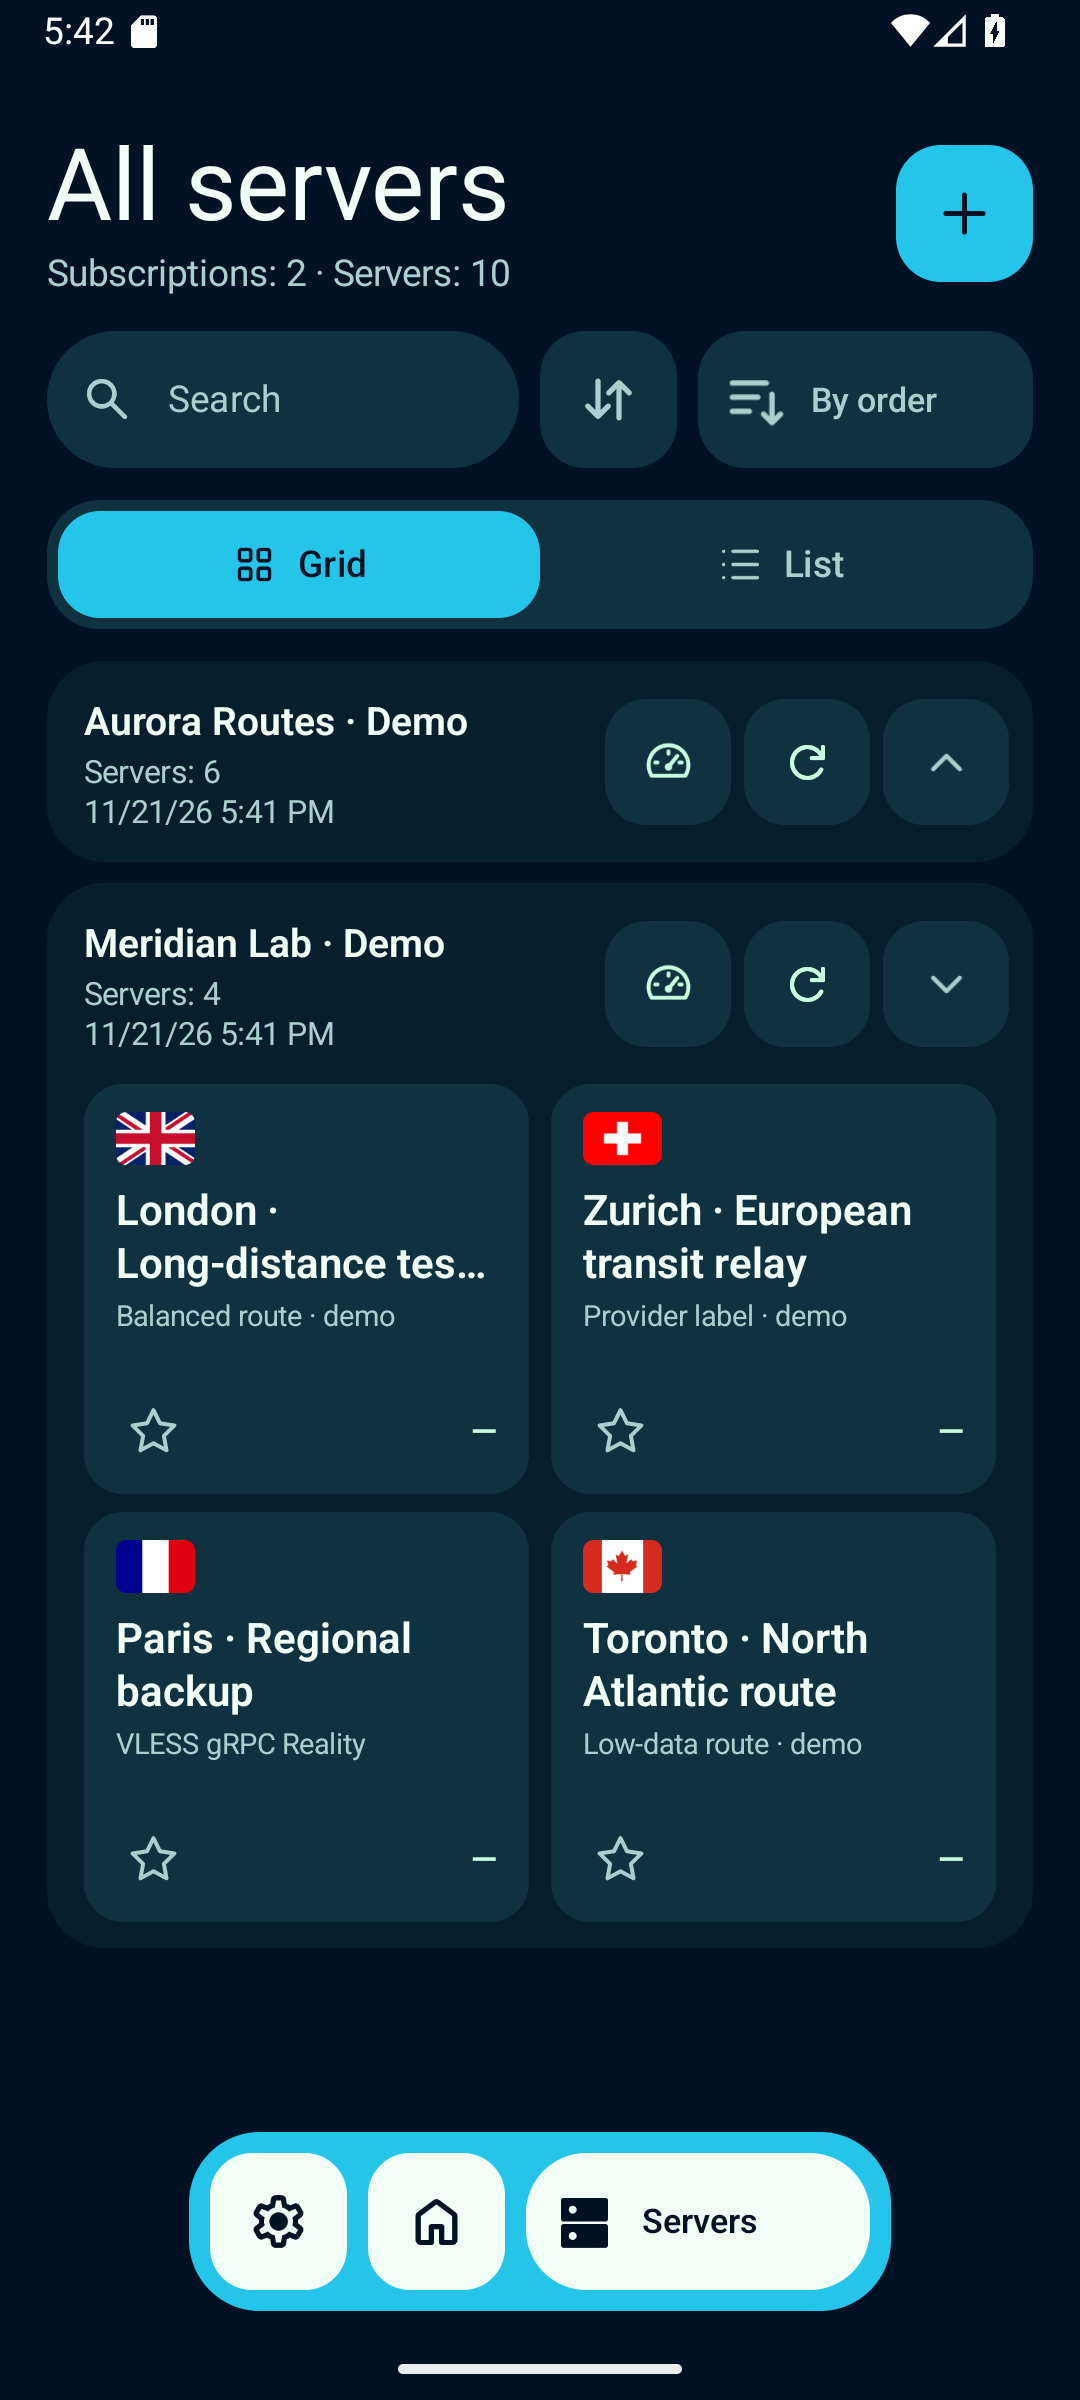 5:42
All servers
Subscriptions: 2 · Servers: 10
Search
By order
Grid
List
Aurora Routes · Demo
Servers: 6
11/21/26 5:41 PM
Meridian Lab · Demo
Servers: 4
11/21/26 5:41 PM
London ·
Long-distance tes…
Balanced route · demo
–
Zurich · European
transit relay
Provider label · demo
–
Paris · Regional
backup
VLESS gRPC Reality
–
Toronto · North
Atlantic route
Low-data route · demo
–
Servers